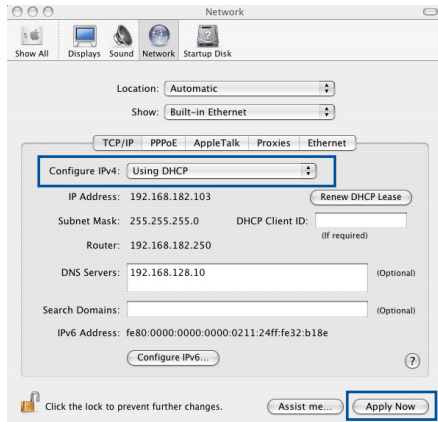 Network
Show All Displays Sound Network Startup Disk
Location: Automatic
Show: Built-in Ethernet
TCP/IP PPPoE AppleTalk Proxies Ethernet
Configure IPv4: Using DHCP
IP Address: 192.168.182.103 Renew DHCP Lease
Subnet Mask: 255.255.255.0 DHCP Client ID:
(If required)
Router: 192.168.182.250
DNS Servers: 192.168.128.10 (Optional)
Search Domains: (Optional)
IPv6 Address: fe80:0000:0000:0000:0211:24ff:fe32:b18e
Configure IPv6... ?
Click the lock to prevent further changes. Assist me... Apply Now